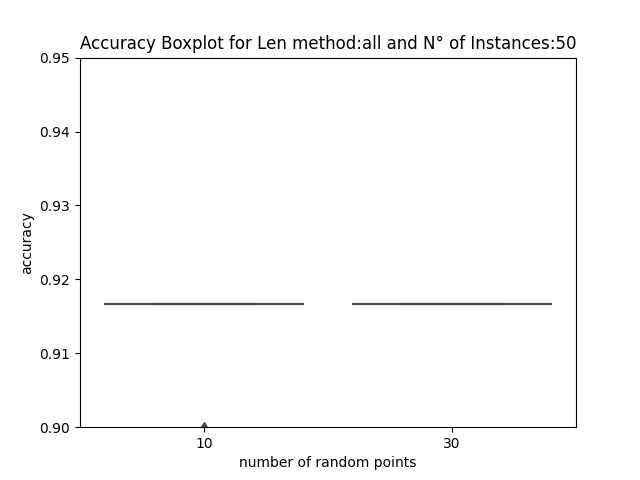 Accuracy Boxplot for Len method:all and N° of Instances:50
0.95
0.94
0.93
0.92
0.91
0.90
accuracy
10 30
number of random points